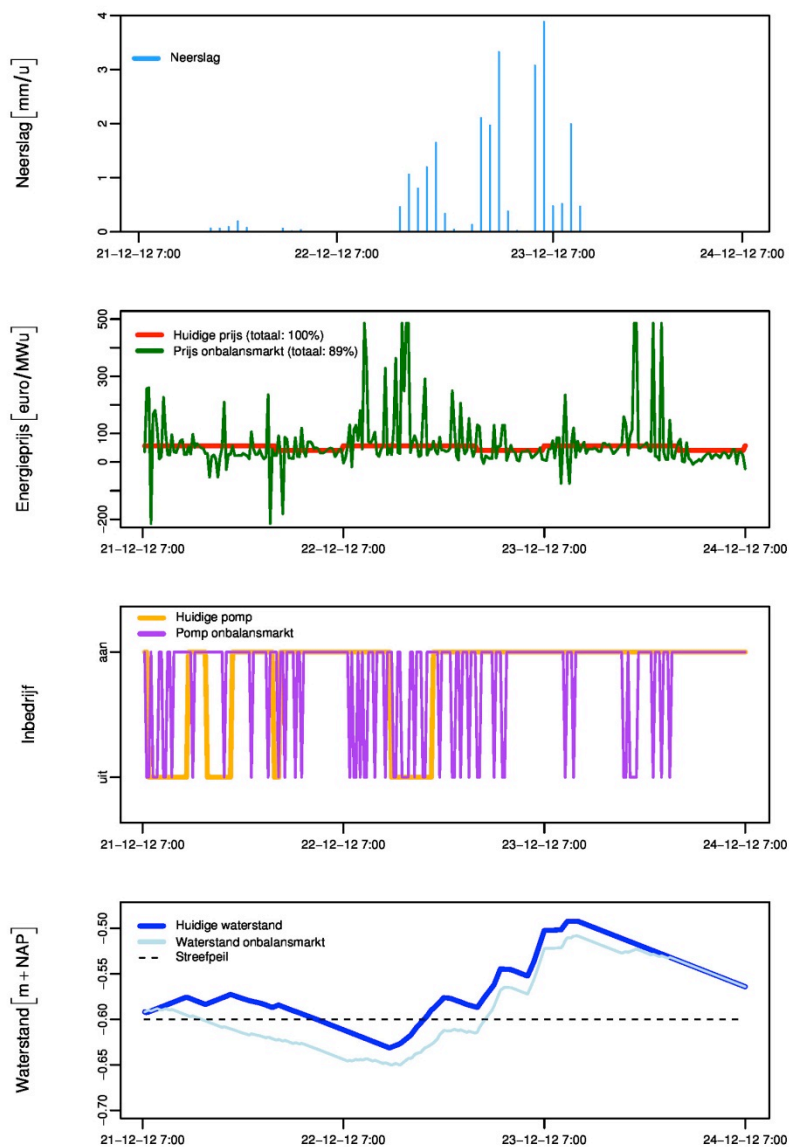 Neerslag [mm/u]
4
3
2
1
0
Neerslag
21-12-12 7:00 22-12-12 7:00 23-12-12 7:00 24-12-12 7:00
Energieprijs [euro/MWu]
500
300
100
0
-200
Huidige prijs (totaal: 100%)
Prijs onbalansmarkt (totaal: 89%)
21-12-12 7:00 22-12-12 7:00 23-12-12 7:00 24-12-12 7:00
Inbedrijf
aan
uit
Huidige pomp
Pomp onbalansmarkt
21-12-12 7:00 22-12-12 7:00 23-12-12 7:00 24-12-12 7:00
Waterstand [m+NAP]
-0.50
-0.55
-0.60
-0.65
-0.70
Huidige waterstand
Waterstand onbalansmarkt
Streefpeil
21-12-12 7:00 22-12-12 7:00 23-12-12 7:00 24-12-12 7:00